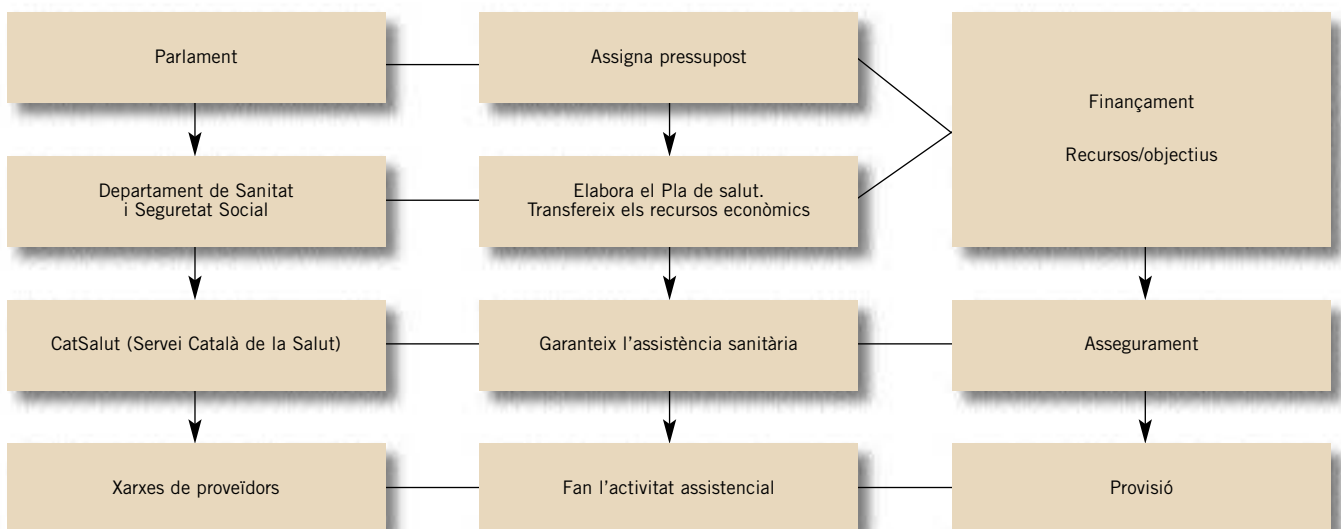 Parlament
Assigna pressupost
Finançament
Recursos/objectius
Departament de Sanitat
i Seguretat Social
Elabora el Pla de salut.
Transfereix els recursos econòmics
CatSalut (Servei Català de la Salut)
Garanteix l’assistència sanitària
Assegurament
Xarxes de proveïdors
Fan l’activitat assistencial
Provisió